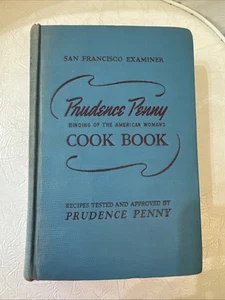 SAN FRANCISCO EXAMINER
Prudence Penny
BINDING OF THE AMERICAN WOMAN'S
COOK BOOK
RECIPES TESTED AND APPROVED BY
PRUDENCE PENNY